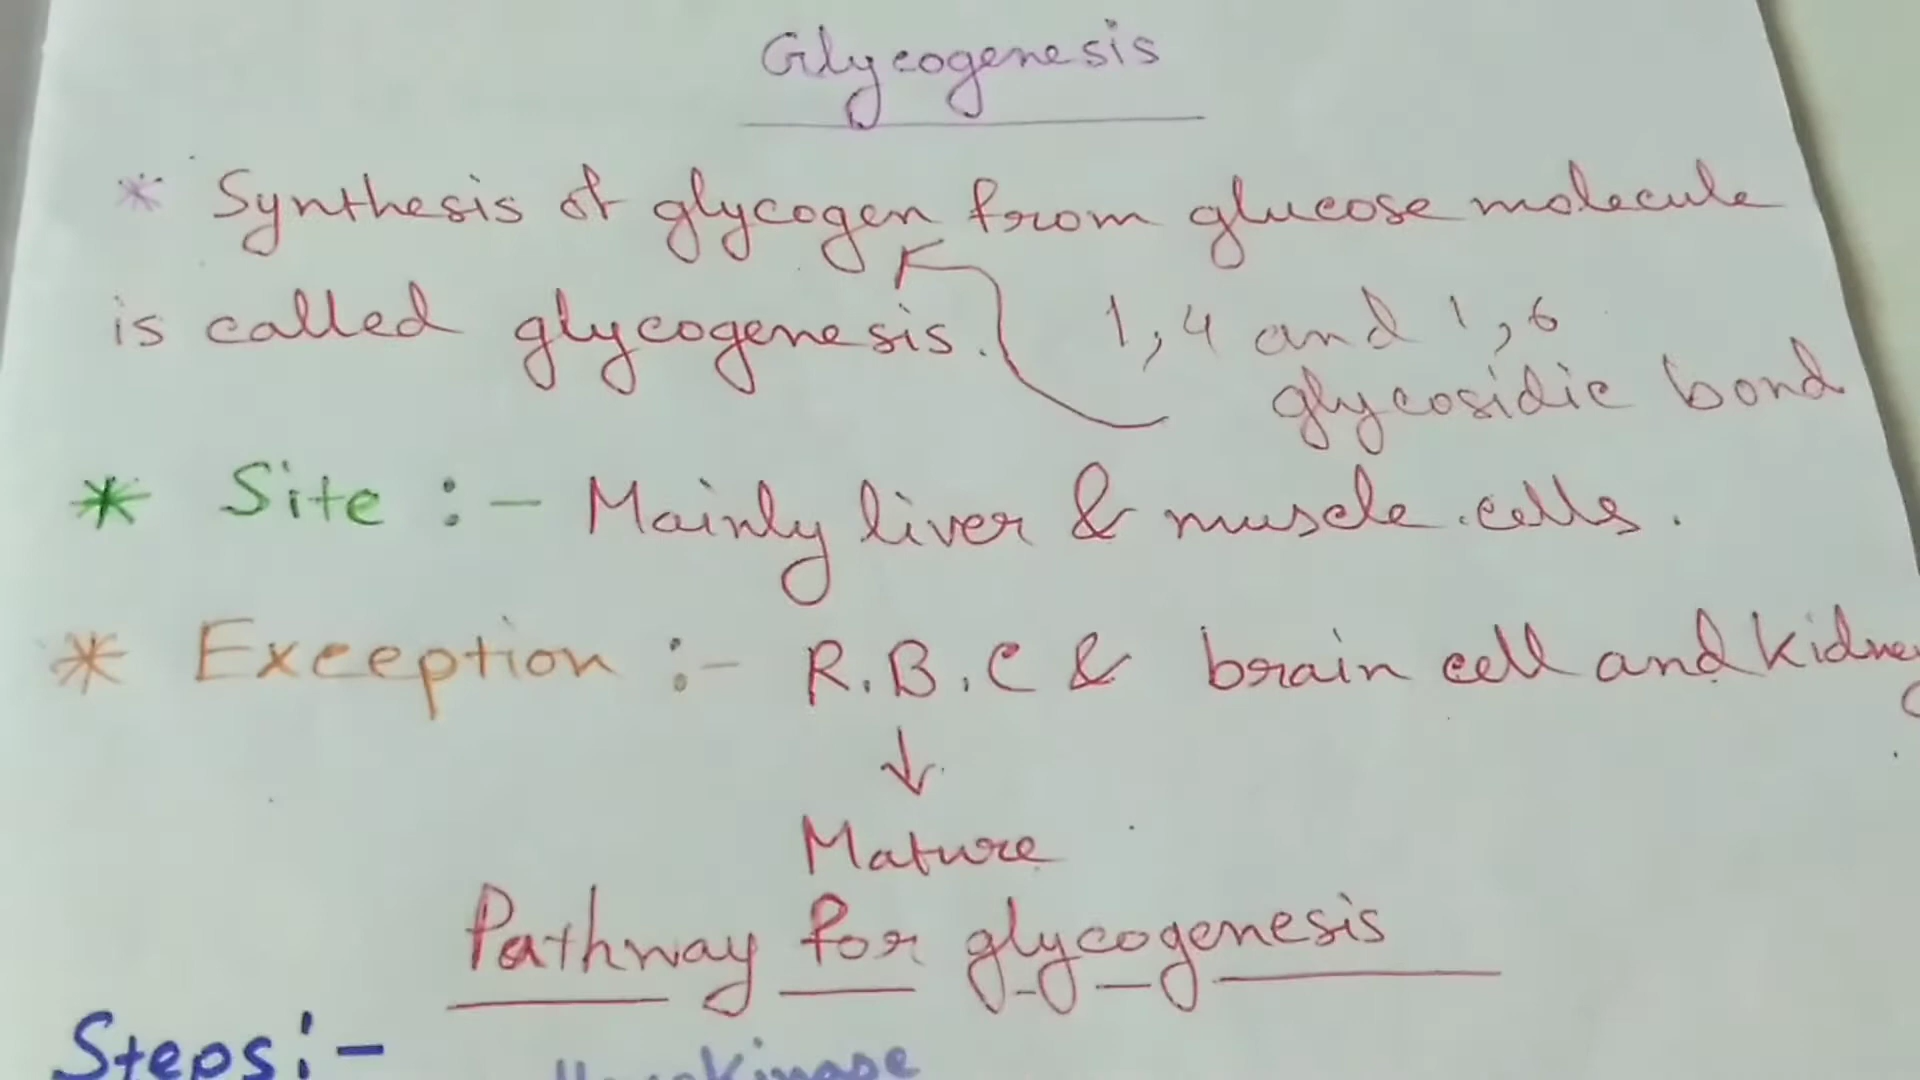 Glycogenesis
* Synthesis of glycogen from glucose molecule
is called glycogenesis. 1,4 and 1,6
glycosidic bond
* Site :- Mainly liver & muscle cells.
* Exception :- R.B.C & brain cell and kidney
↓
Mature
Pathway for glycogenesis
Steps:-
Hexokinase